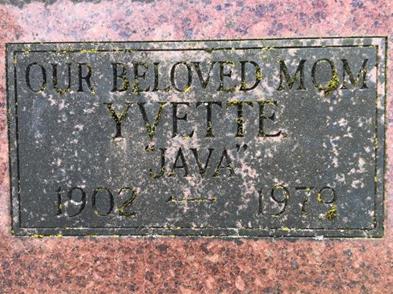 OUR BELOVED MOM
YVETTE
"JAVA"
1902 — 1979